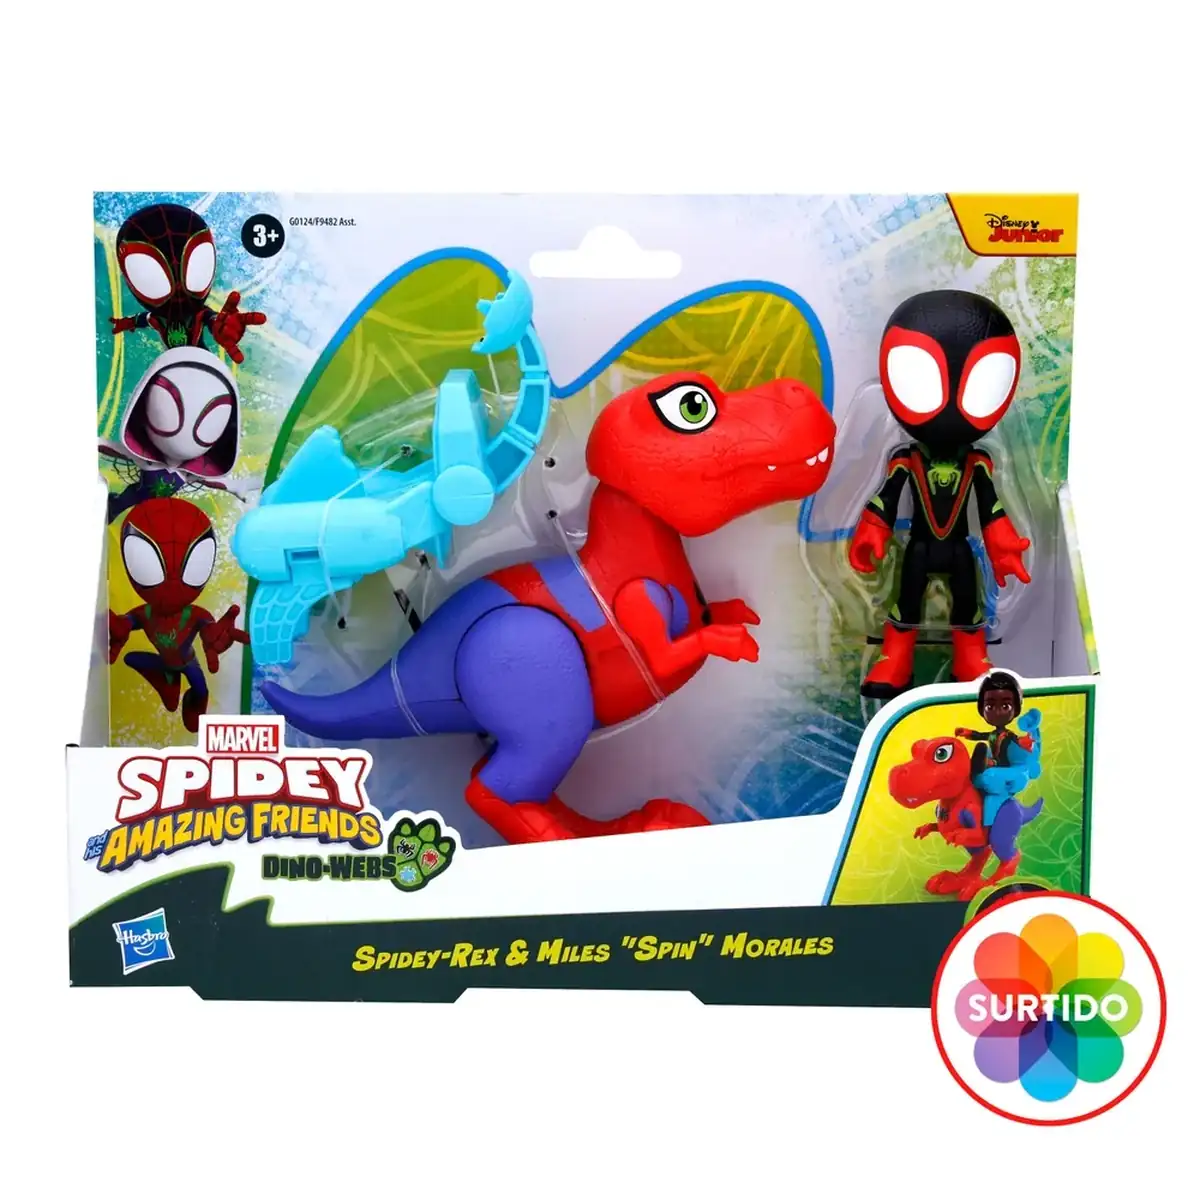 3+
G0124/F9482 Asst.
Disney
Junior
MARVEL
SPIDEY
and his
AMAZING FRIENDS
DINO-WEBS
Hasbro
SPIDEY-REX & MILES "SPIN" MORALES
SURTIDO